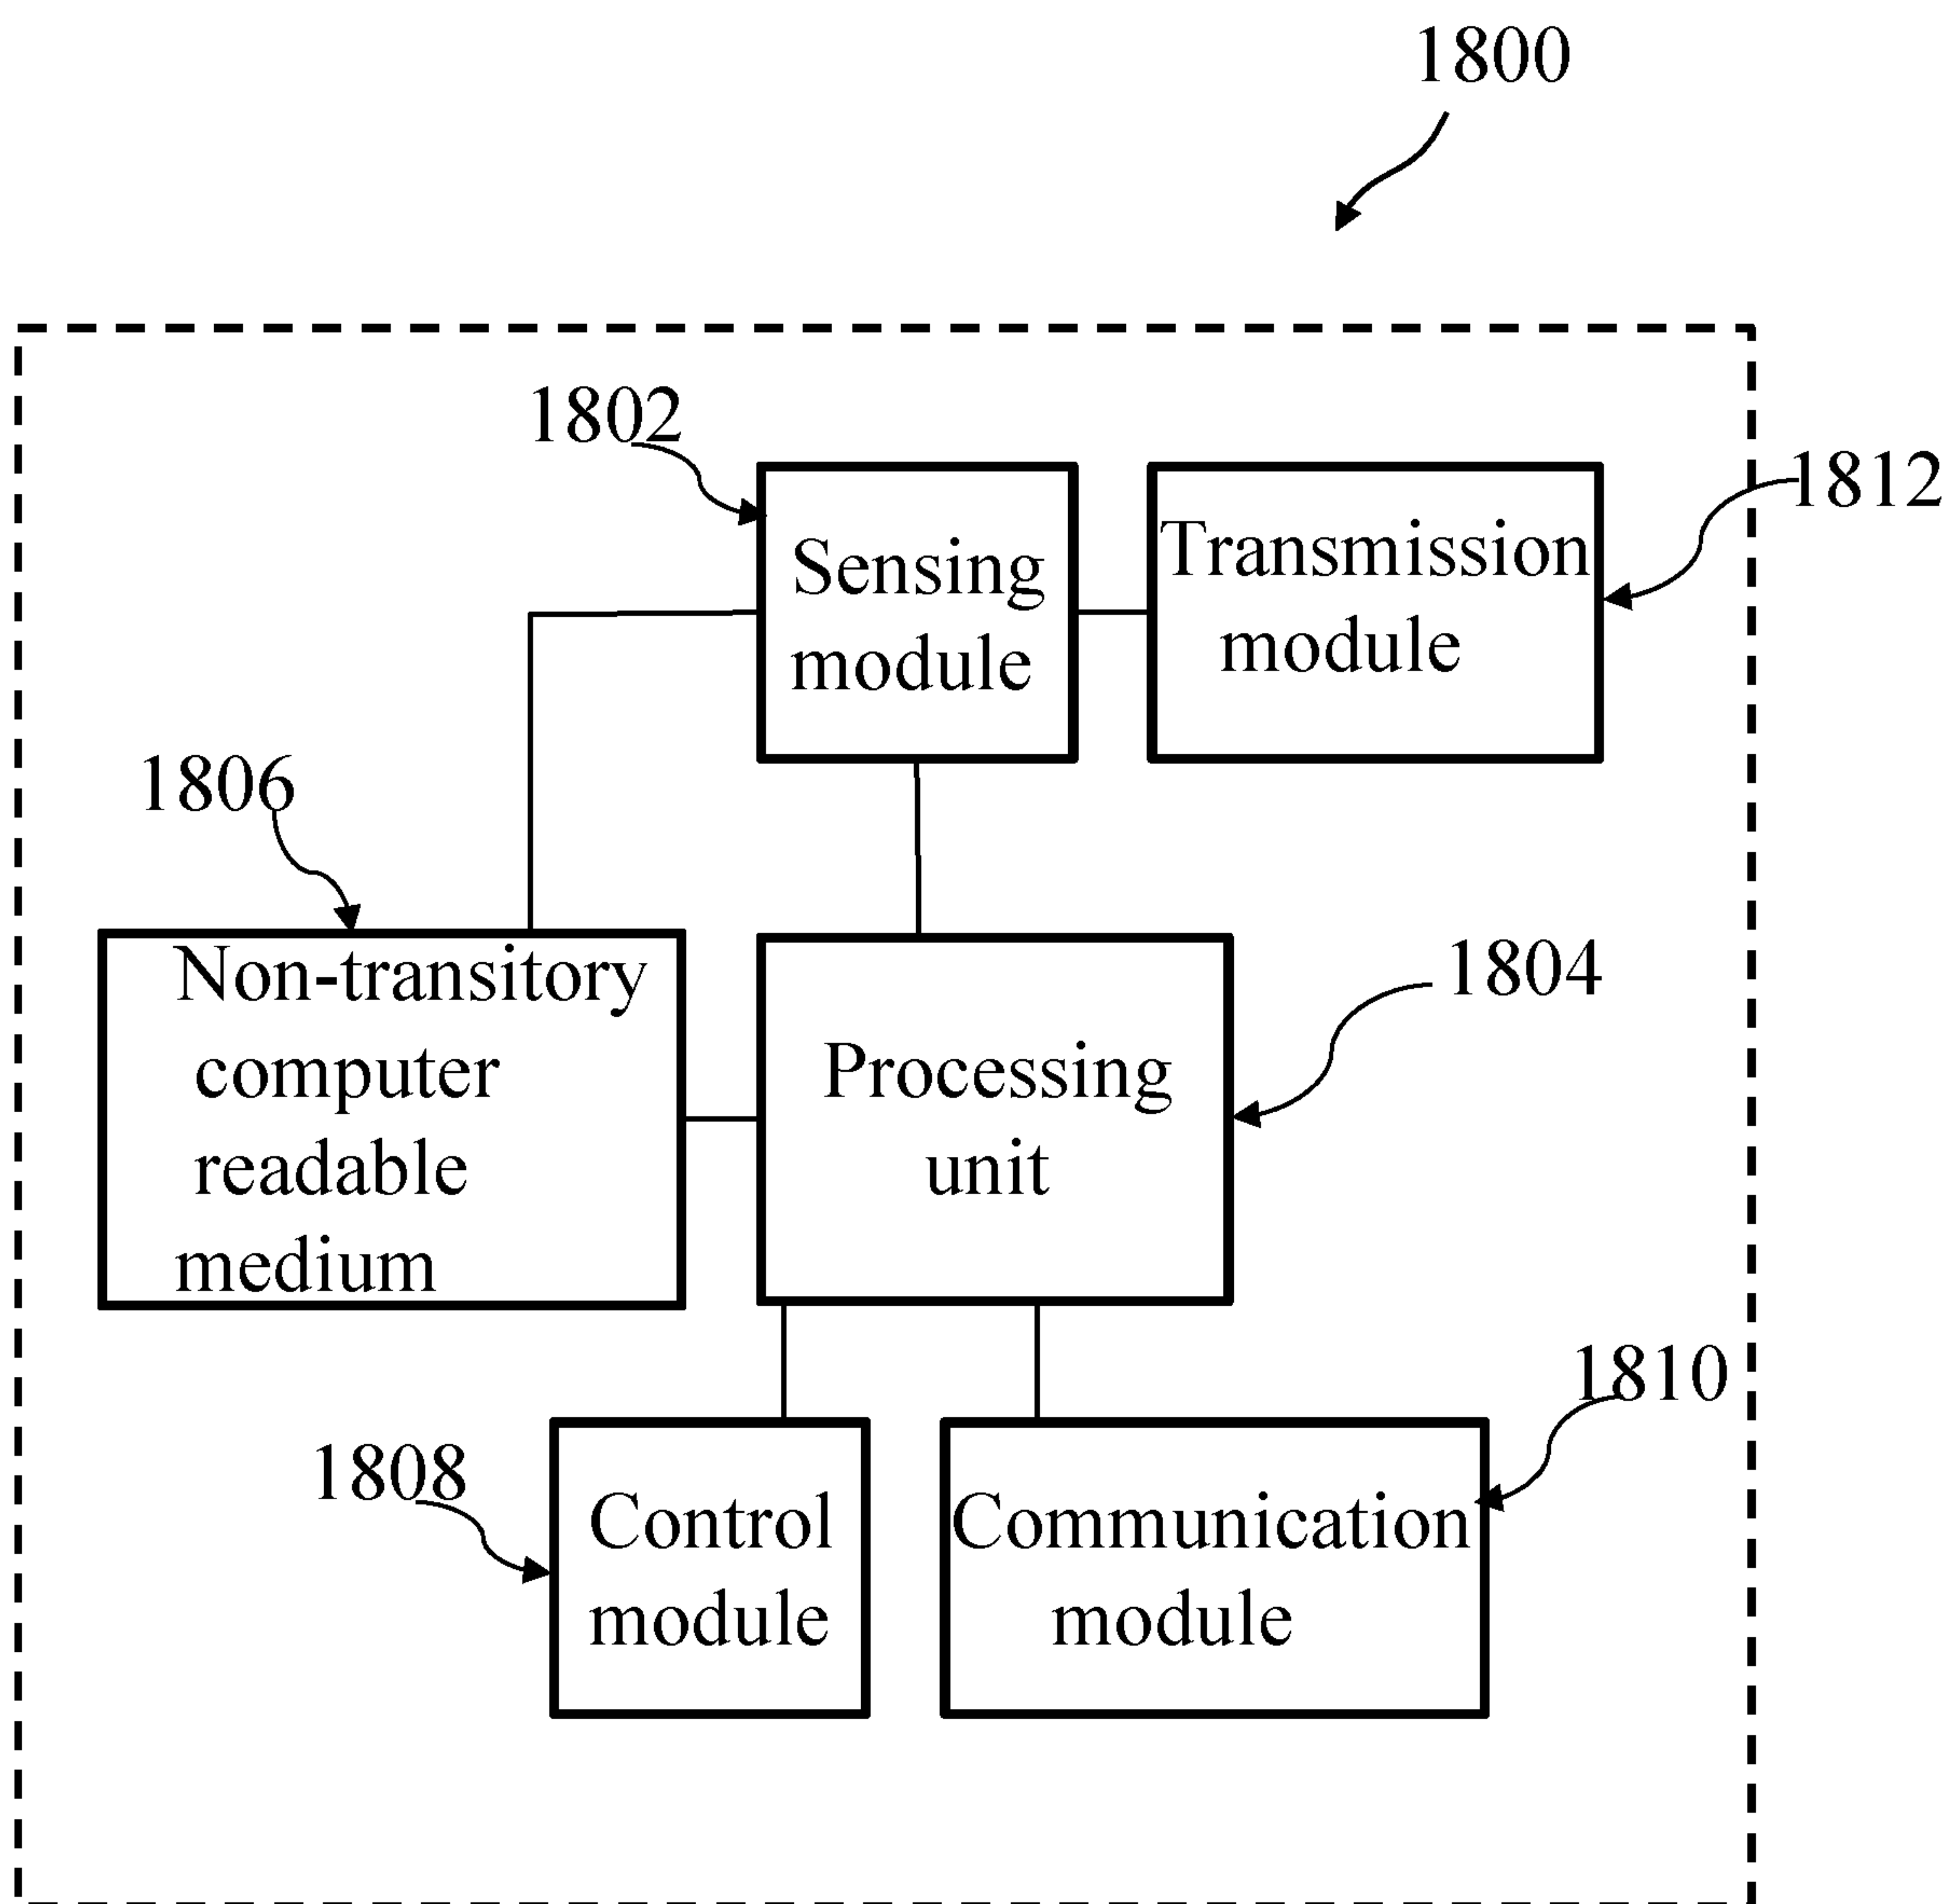 1800
1802
1812
Sensing
module
Transmission
module
1806
Non-transitory
computer
readable
medium
1804
Processing
unit
1810
1808
Control
module
Communication
module